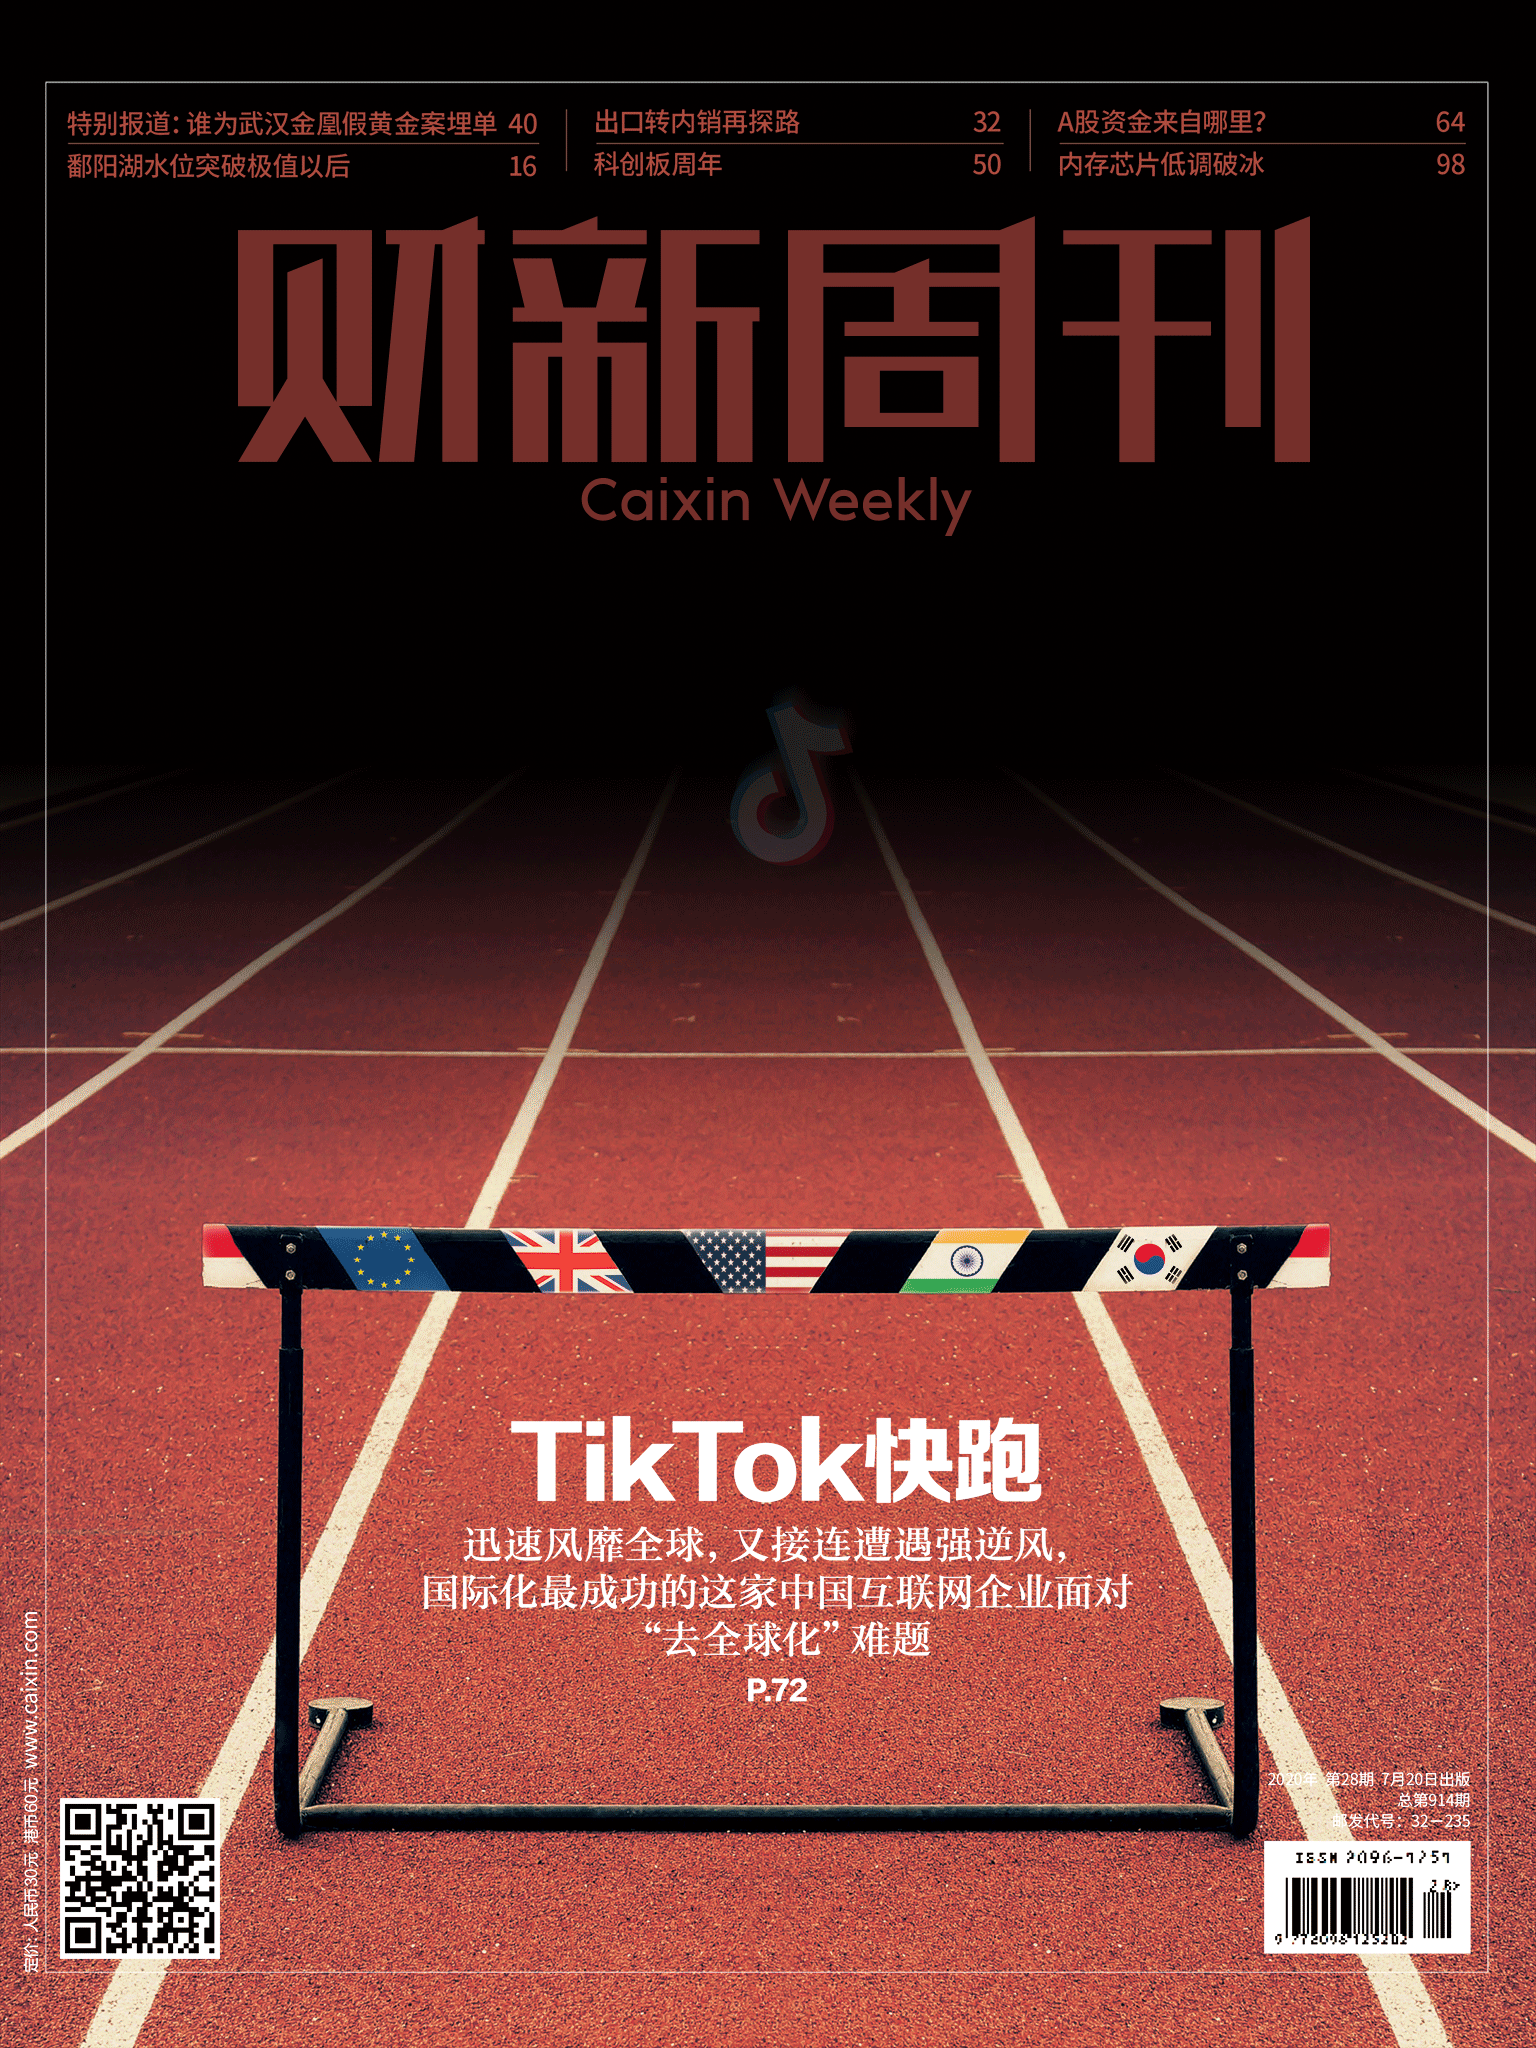 特别报道：谁为武汉金凰假黄金案埋单 40
鄱阳湖水位突破极值以后 16
出口转内销再探路 32
科创板周年 50
A股资金来自哪里？ 64
内存芯片低调破冰 98
财新周刊
Caixin Weekly
TikTok快跑
迅速风靡全球，又接连遭遇强逆风，
国际化最成功的这家中国互联网企业面对
“去全球化”难题
P.72
定价：人民币30元 港币60元 www.caixin.com
2020年 第28期 7月20日出版
总第914期
邮发代号：32－235
ISSN 2096-1251